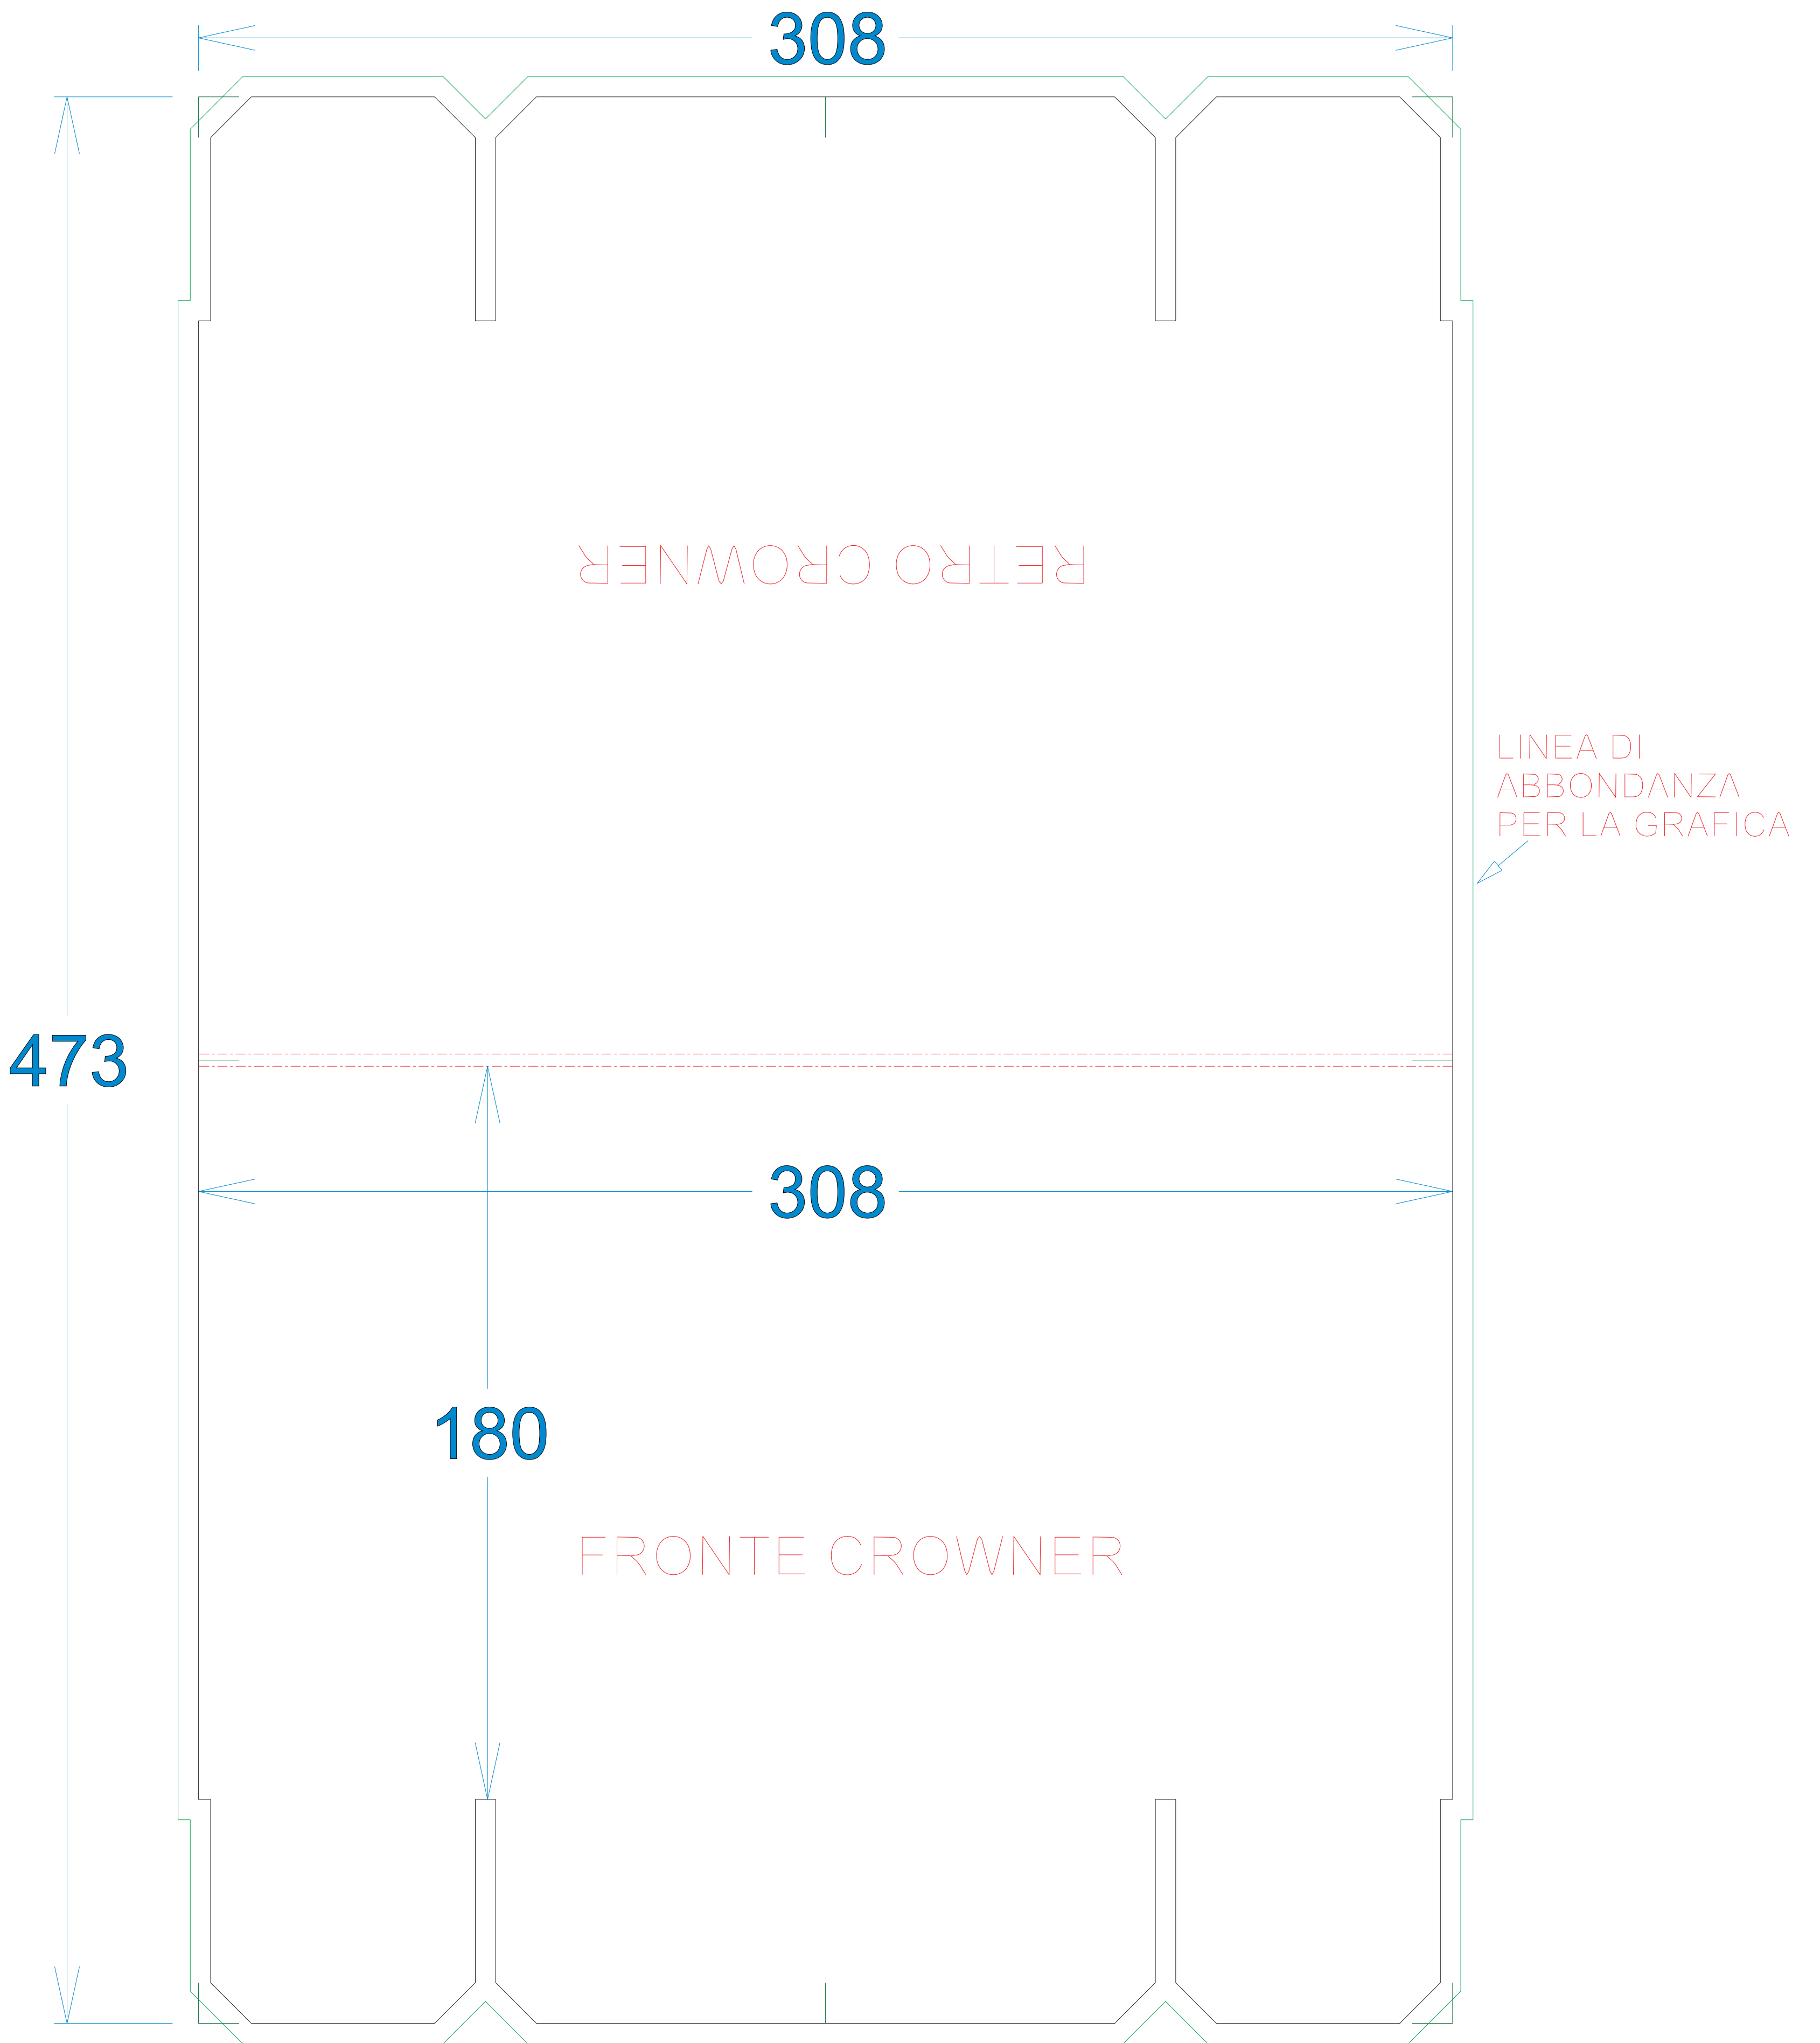 308
RETRO CROWNER
LINEA DI
ABBONDANZA
PER LA GRAFICA
473
308
180
FRONTE CROWNER